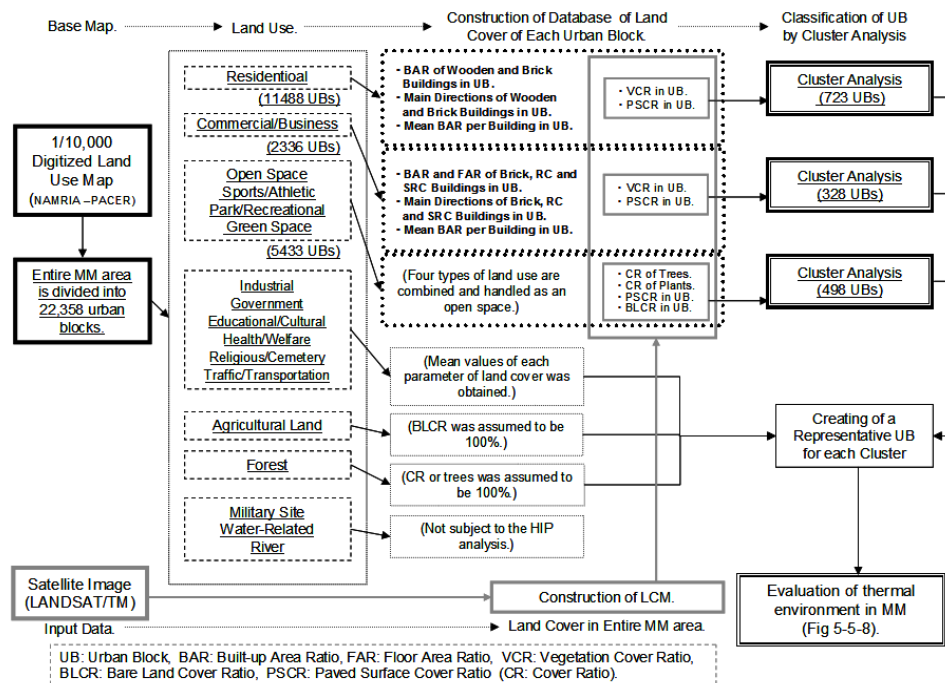 Base Map.
Land Use.
Construction of Database of Land
Cover of Each Urban Block.
Classification of UB
by Cluster Analysis
1/10,000
Digitized Land
Use Map
(NAMRIA –PACER)
Entire MM area
is divided into
22,358 urban
blocks.
Residentioal
(11488 UBs)
Commercial/Business
(2336 UBs)
Open Space
Sports/Athletic
Park/Recreational
Green Space
(5433 UBs)
Industrial
Government
Educational/Cultural
Health/Welfare
Religious/Cemetery
Traffic/Transportation
Agricultural Land
Forest
Military Site
Water-Related
River
- BAR of Wooden and Brick
Buildings in UB.
- Main Directions of Wooden
and Brick Buildings in UB.
- Mean BAR per Building in UB.
• VCR in UB.
• PSCR in UB.
- BAR and FAR of Brick, RC and
SRC Buildings in UB.
- Main Directions of Brick, RC
and SRC Buildings in UB.
- Mean BAR per Building in UB.
• VCR in UB.
• PSCR in UB.
(Four types of land use are
combined and handled as an
open space.)
• CR of Trees.
• CR of Plants.
• PSCR in UB.
• BLCR in UB.
(Mean values of each
parameter of land cover was
obtained.)
(BLCR was assumed to be
100%.)
(CR or trees was assumed to
be 100%.)
(Not subject to the HIP
analysis.)
Cluster Analysis
(723 UBs)
Cluster Analysis
(328 UBs)
Cluster Analysis
(498 UBs)
Creating of a
Representative UB
for each Cluster
Evaluation of thermal
environment in MM
(Fig 5-5-8).
Satellite Image
(LANDSAT/TM)
Construction of LCM.
Input Data.
Land Cover in Entire MM area.
UB: Urban Block, BAR: Built-up Area Ratio, FAR: Floor Area Ratio, VCR: Vegetation Cover Ratio,
BLCR: Bare Land Cover Ratio, PSCR: Paved Surface Cover Ratio (CR: Cover Ratio).